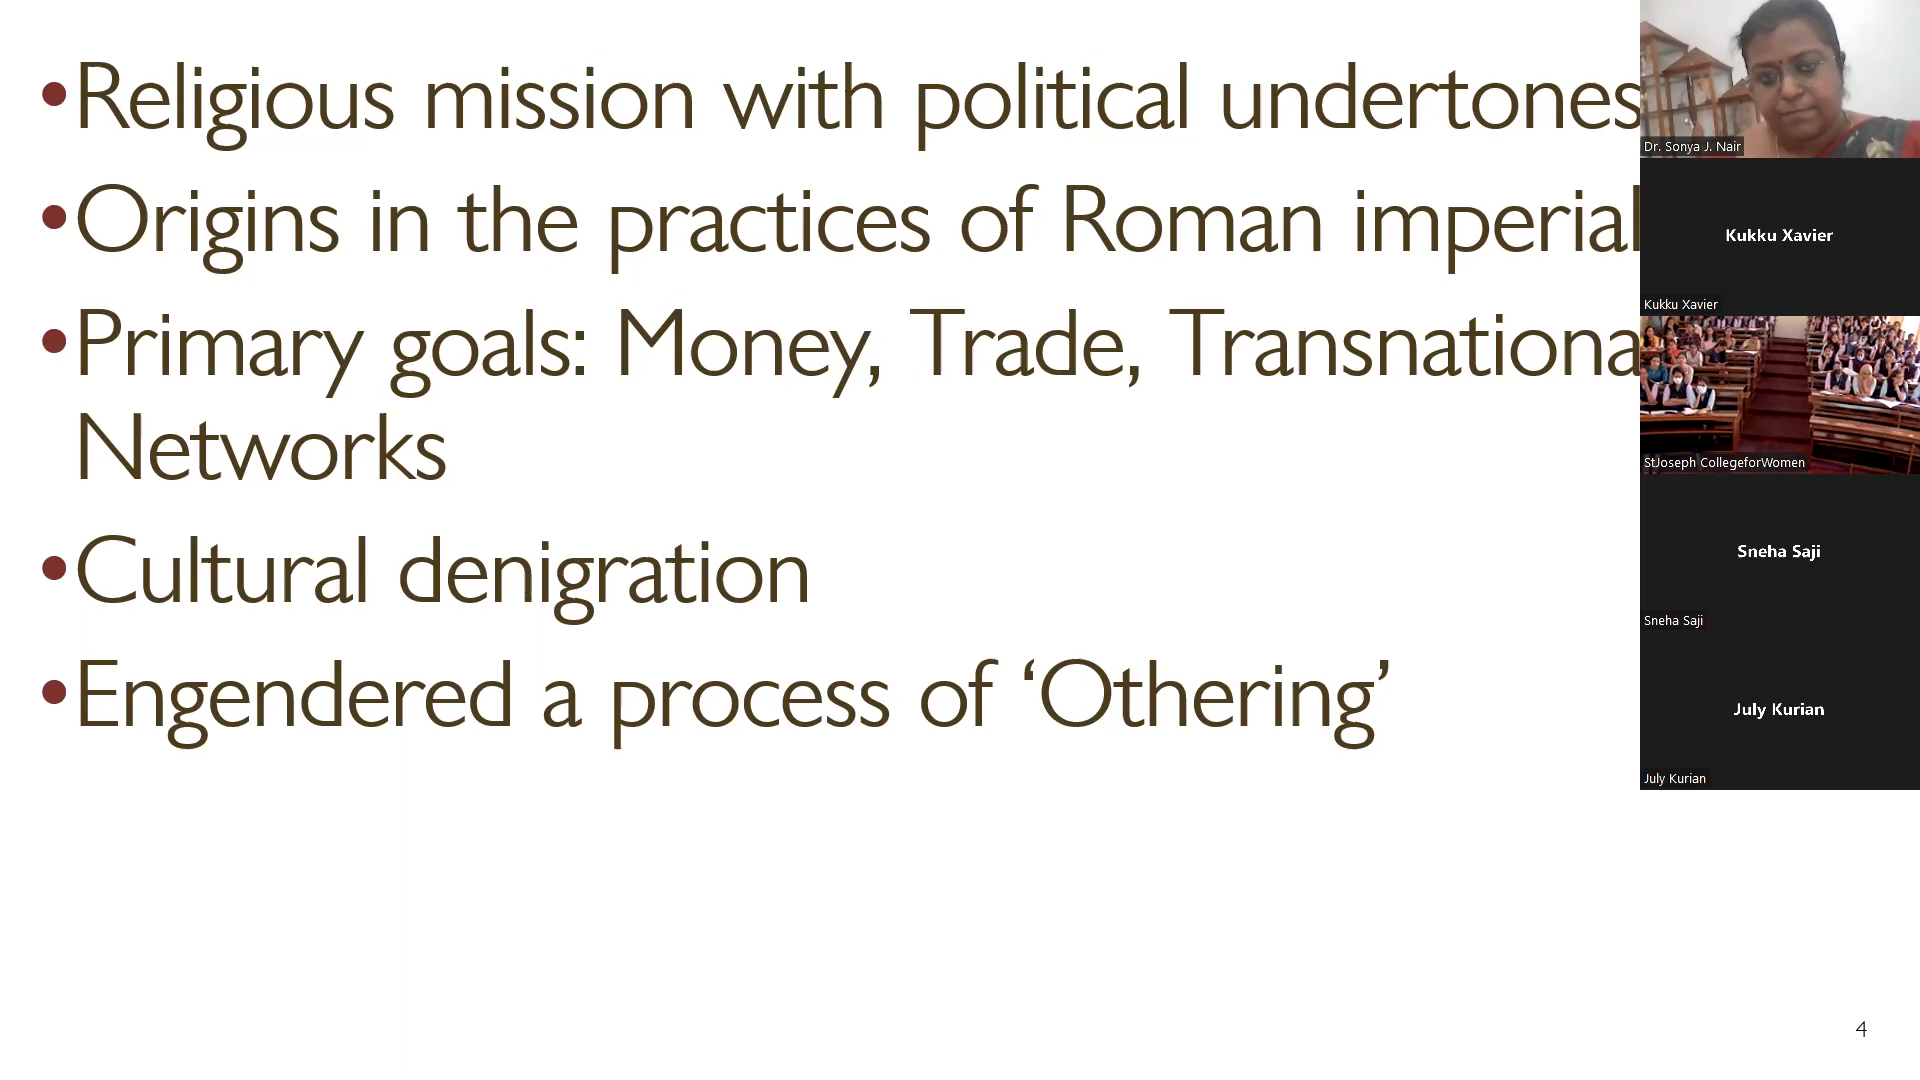 •Religious mission with political undertones
•Origins in the practices of Roman imperial
•Primary goals: Money, Trade, Transnationa
Networks
•Cultural denigration
•Engendered a process of ‘Othering’
Dr. Sonya J. Nair
Kukku Xavier
Kukku Xavier
StJoseph CollegeforWomen
Sneha Saji
Sneha Saji
July Kurian
July Kurian
4